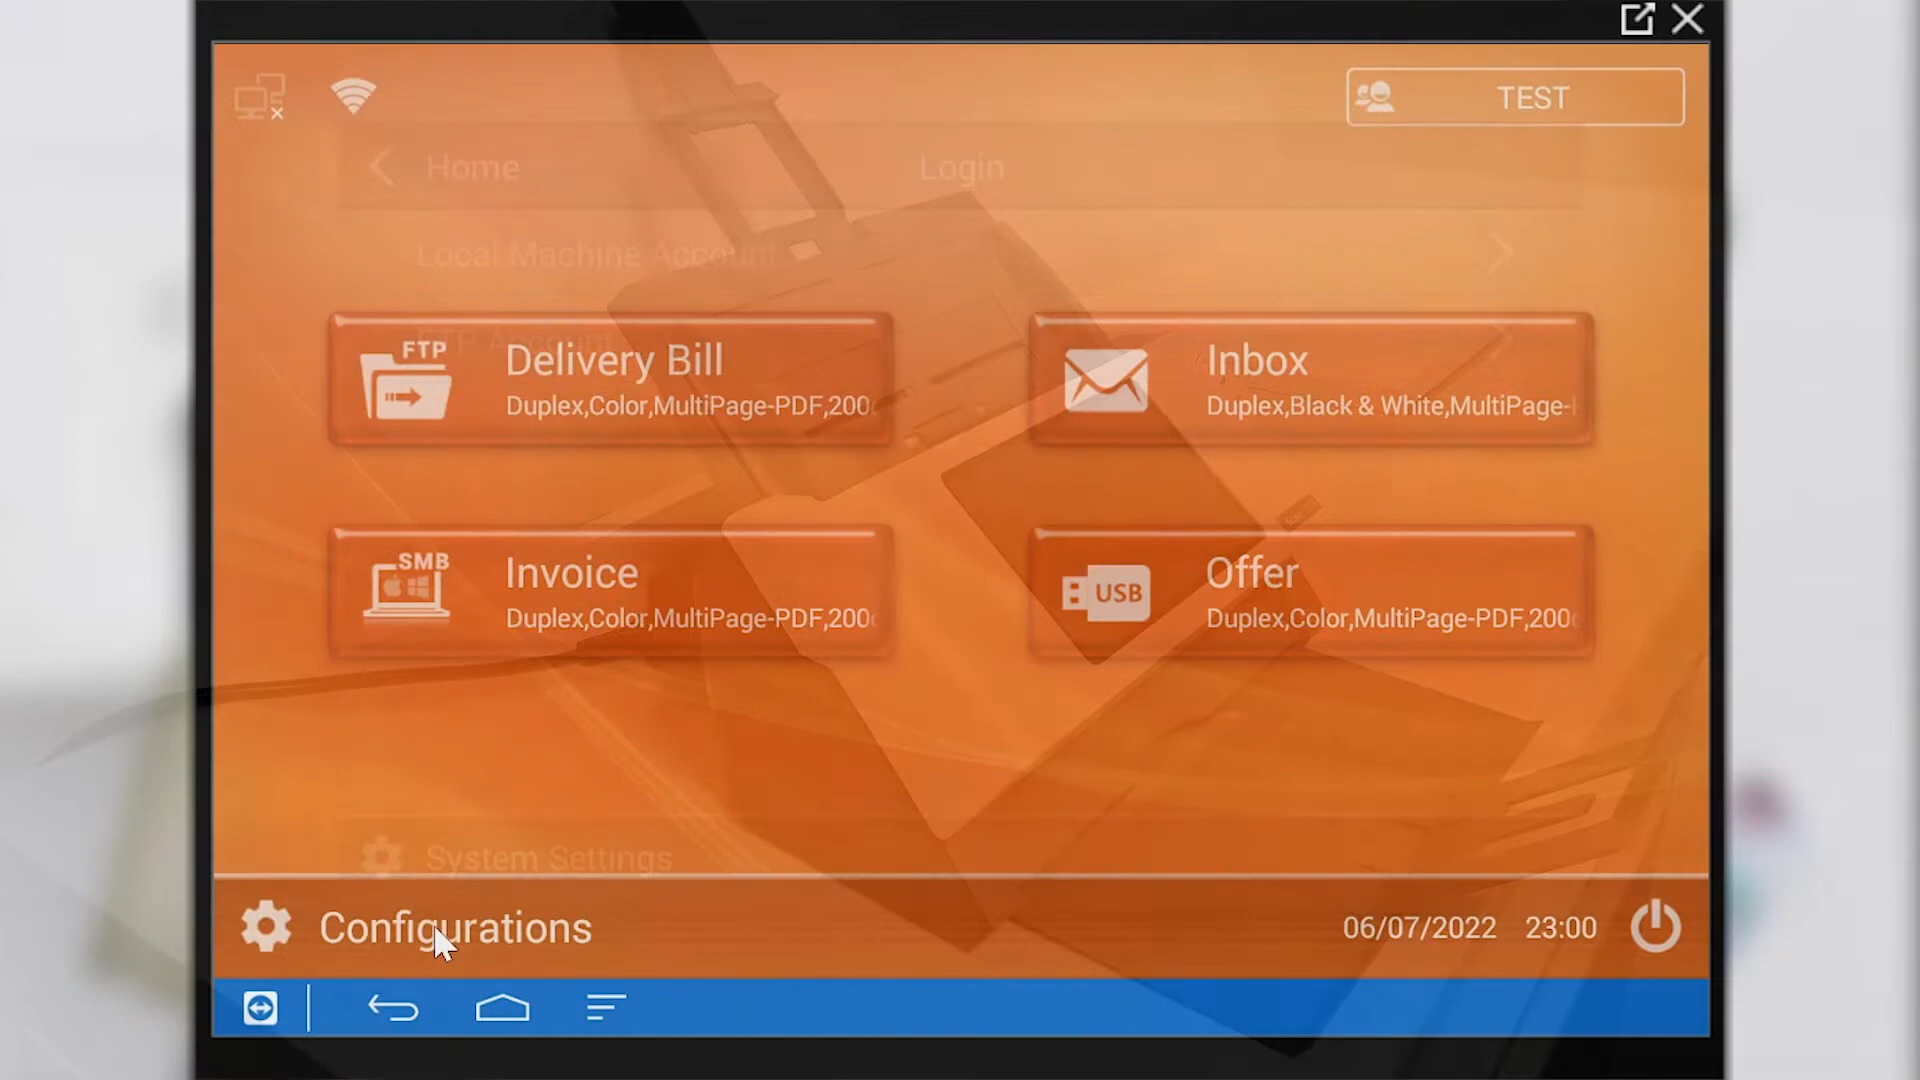 TEST
Home
Login
Local Machine Account
FTP Account
FTP
Delivery Bill
Duplex,Color,MultiPage-PDF,200
Inbox
Duplex,Black & White,MultiPage-
SMB
Invoice
Duplex,Color,MultiPage-PDF,200
USB
Offer
Duplex,Color,MultiPage-PDF,200
System Settings
Configurations
06/07/2022
23:00